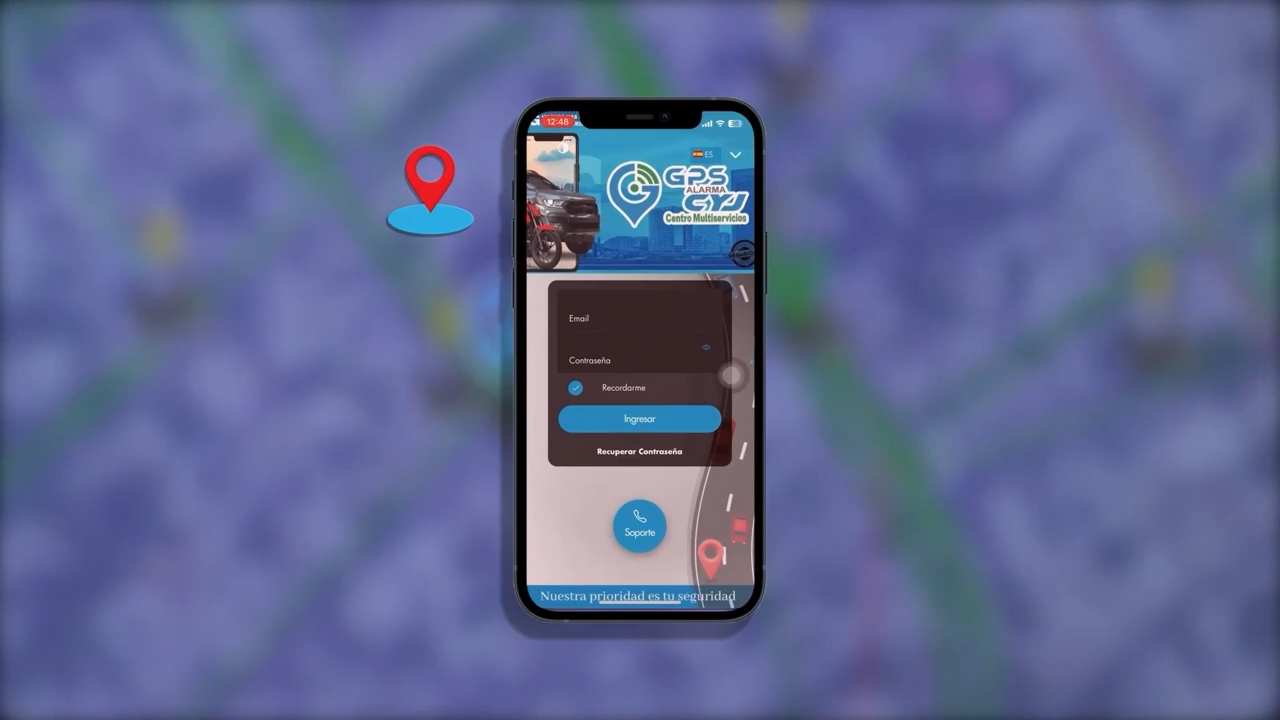 12:48
ES
GPS
ALARMA
CYJ
Centro Multiservicios
Email
Contraseña
Recordarme
Ingresar
Recuperar Contraseña
Soporte
Nuestra prioridad es tu seguridad